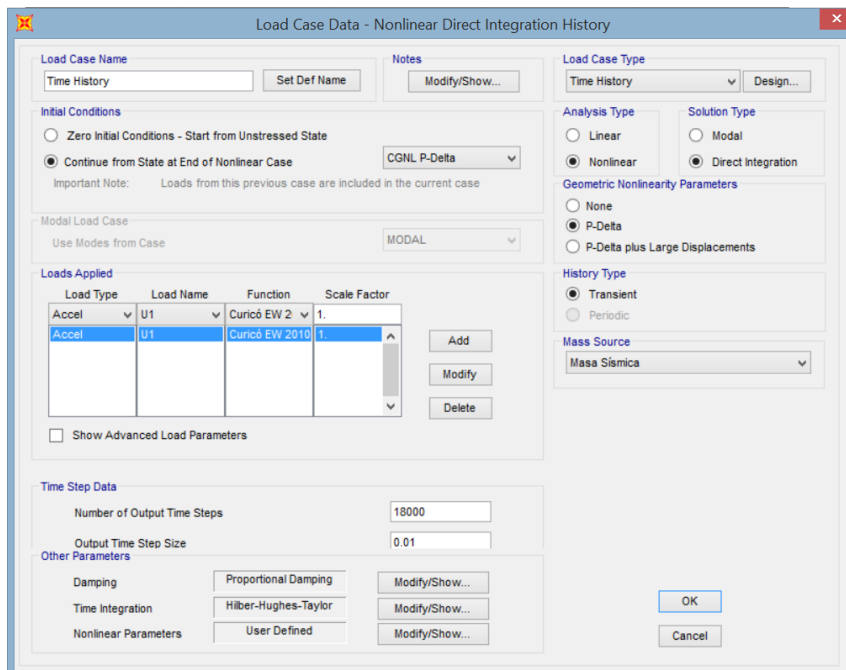 Load Case Data - Nonlinear Direct Integration History
Load Case Name
Time History
Set Def Name
Notes
Modify/Show...
Load Case Type
Time History
Design...
Initial Conditions
Zero Initial Conditions - Start from Unstressed State
Continue from State at End of Nonlinear Case
CGNL P-Delta
Important Note: Loads from this previous case are included in the current case
Analysis Type
Linear
Nonlinear
Solution Type
Modal
Direct Integration
Geometric Nonlinearity Parameters
None
P-Delta
P-Delta plus Large Displacements
Modal Load Case
Use Modes from Case
MODAL
Loads Applied
Load Type Load Name Function Scale Factor
Accel U1 Curicó EW 2 1.
Accel U1 Curicó EW 2010 1.
Add
Modify
Delete
Show Advanced Load Parameters
History Type
Transient
Periodic
Mass Source
Masa Sísmica
Time Step Data
Number of Output Time Steps 18000
Output Time Step Size 0.01
Other Parameters
Damping Proportional Damping Modify/Show...
Time Integration Hilber-Hughes-Taylor Modify/Show...
Nonlinear Parameters User Defined Modify/Show...
OK
Cancel